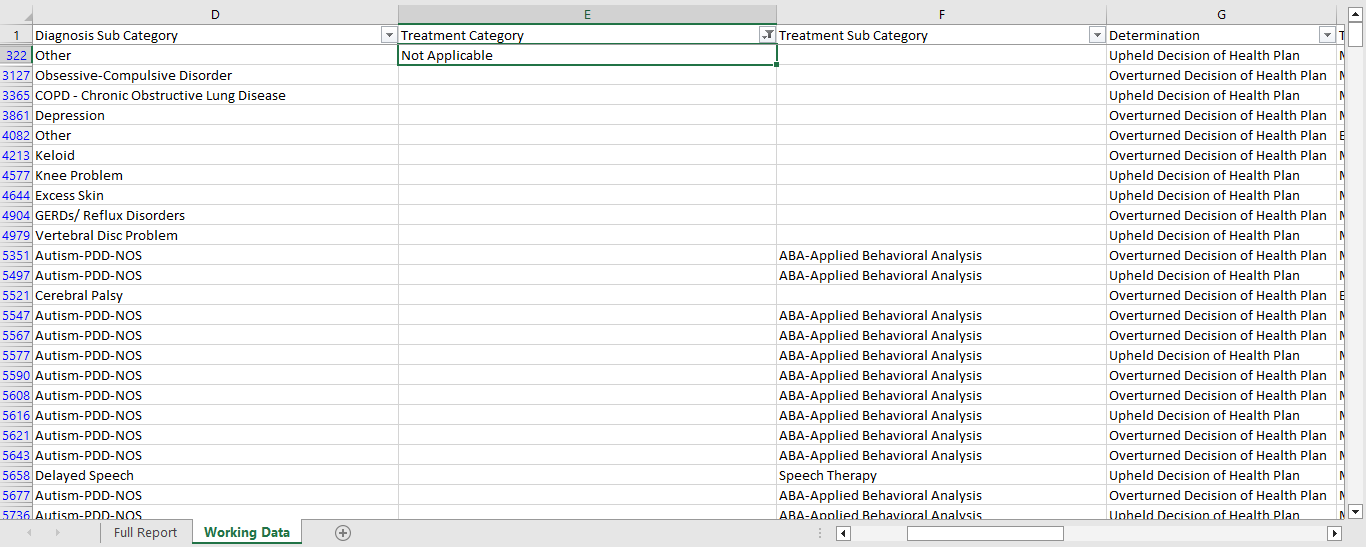 D E F G
1 Diagnosis Sub Category Treatment Category Treatment Sub Category Determination T
322 Other Not Applicable Upheld Decision of Health Plan M
3127 Obsessive-Compulsive Disorder Overturned Decision of Health Plan M
3365 COPD - Chronic Obstructive Lung Disease Upheld Decision of Health Plan M
3861 Depression Overturned Decision of Health Plan M
4082 Other Overturned Decision of Health Plan E
4213 Keloid Overturned Decision of Health Plan M
4577 Knee Problem Upheld Decision of Health Plan M
4644 Excess Skin Upheld Decision of Health Plan M
4904 GERDs/ Reflux Disorders Overturned Decision of Health Plan M
4979 Vertebral Disc Problem Upheld Decision of Health Plan M
5351 Autism-PDD-NOS ABA-Applied Behavioral Analysis Overturned Decision of Health Plan M
5497 Autism-PDD-NOS ABA-Applied Behavioral Analysis Upheld Decision of Health Plan M
5521 Cerebral Palsy Overturned Decision of Health Plan E
5547 Autism-PDD-NOS ABA-Applied Behavioral Analysis Overturned Decision of Health Plan M
5567 Autism-PDD-NOS ABA-Applied Behavioral Analysis Overturned Decision of Health Plan M
5577 Autism-PDD-NOS ABA-Applied Behavioral Analysis Upheld Decision of Health Plan M
5590 Autism-PDD-NOS ABA-Applied Behavioral Analysis Overturned Decision of Health Plan M
5608 Autism-PDD-NOS ABA-Applied Behavioral Analysis Overturned Decision of Health Plan M
5616 Autism-PDD-NOS ABA-Applied Behavioral Analysis Upheld Decision of Health Plan M
5621 Autism-PDD-NOS ABA-Applied Behavioral Analysis Overturned Decision of Health Plan M
5643 Autism-PDD-NOS ABA-Applied Behavioral Analysis Overturned Decision of Health Plan M
5658 Delayed Speech Speech Therapy Upheld Decision of Health Plan M
5677 Autism-PDD-NOS ABA-Applied Behavioral Analysis Overturned Decision of Health Plan M
5736 Autism-PDD-NOS ABA-Applied Behavioral Analysis Upheld Decision of Health Plan M
Full Report Working Data